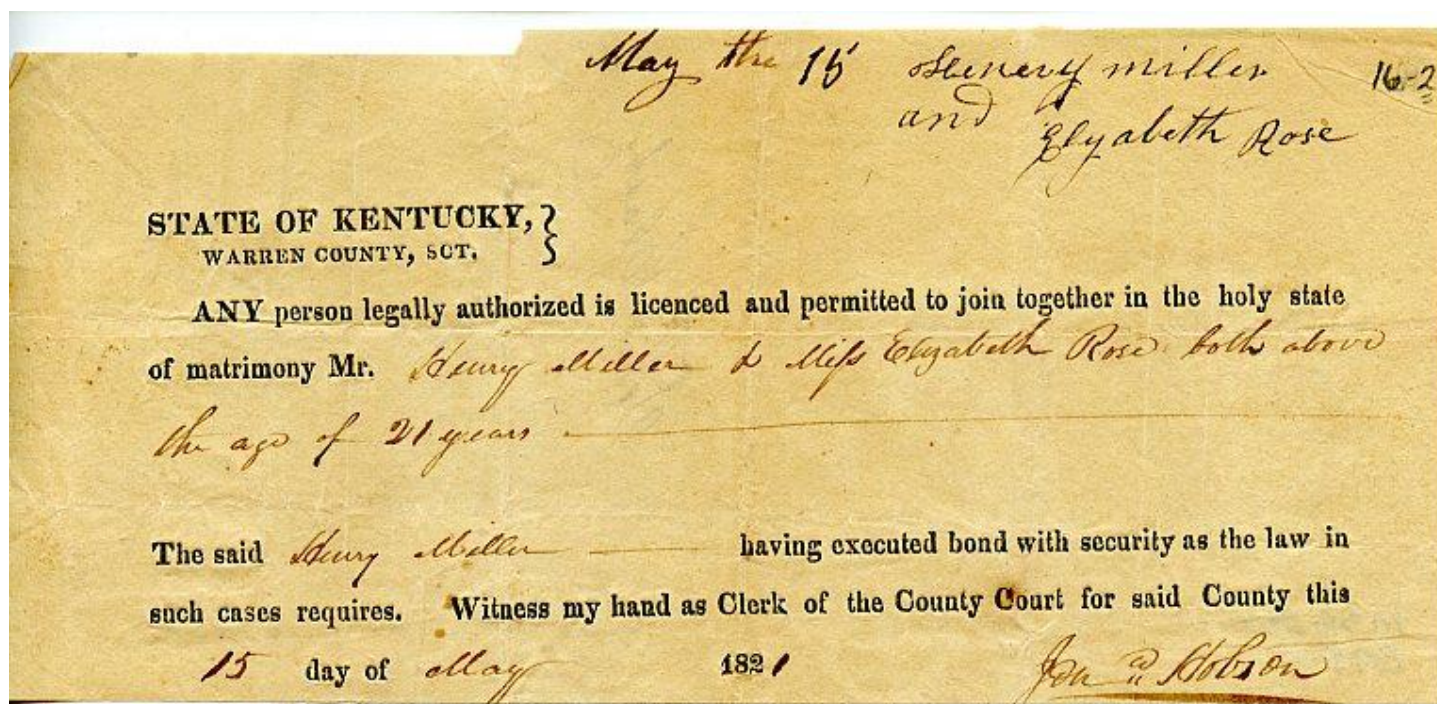 May the 15 Henery miller 16-2
and
Elyabeth Rose
STATE OF KENTUCKY, }
WARREN COUNTY, SCT.
ANY person legally authorized is licenced and permitted to join together in the holy state
of matrimony Mr. Henry Miller & Miss Elizabeth Rose both above
the age of 21 years
The said Henry Miller having executed bond with security as the law in
such cases requires. Witness my hand as Clerk of the County Court for said County this
15 day of May 1821 Jon Hobson